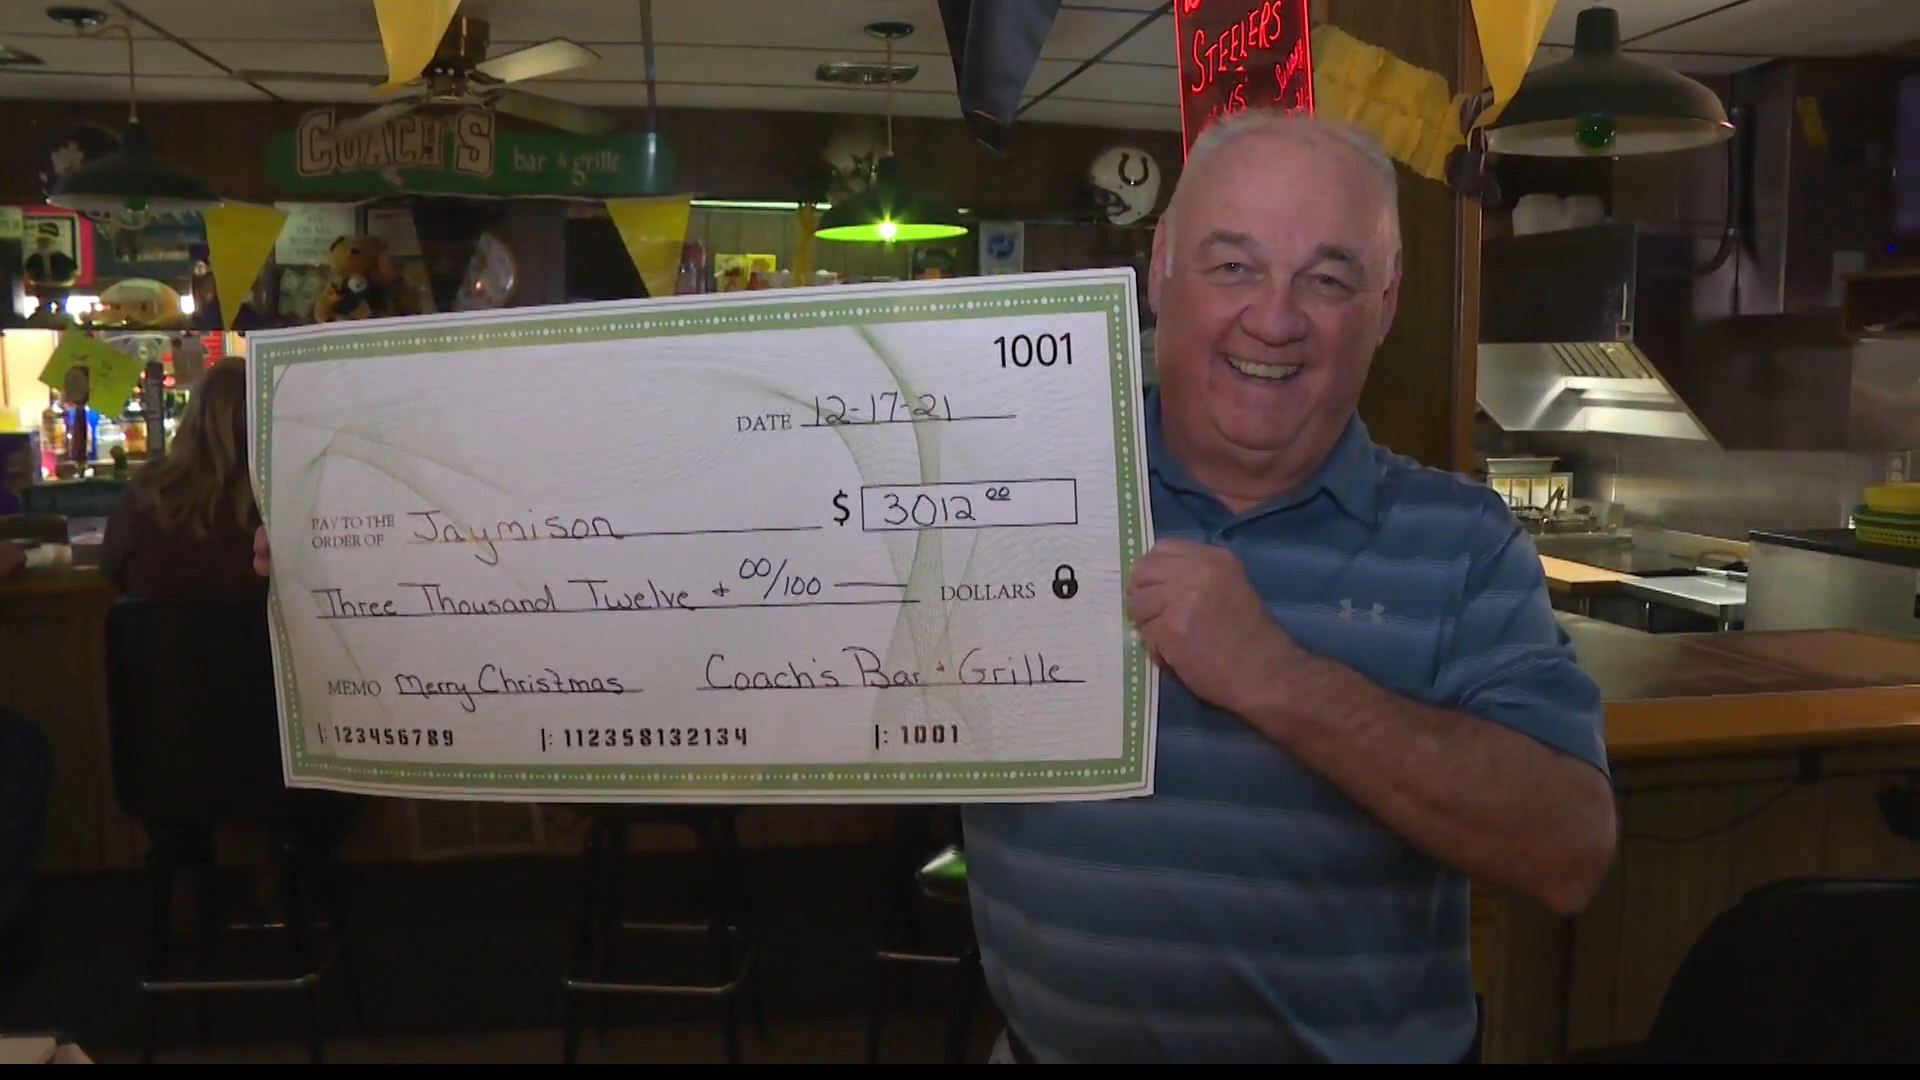 STEELERS
VS
COACH'S bar & grille
1001
DATE 12-17-21
PAY TO THE ORDER OF Jaymison $ 3012 00
Three Thousand Twelve + 00/100 DOLLARS
MEMO Merry Christmas Coach's Bar + Grille
|: 123456789 |: 112358132134 |: 1001